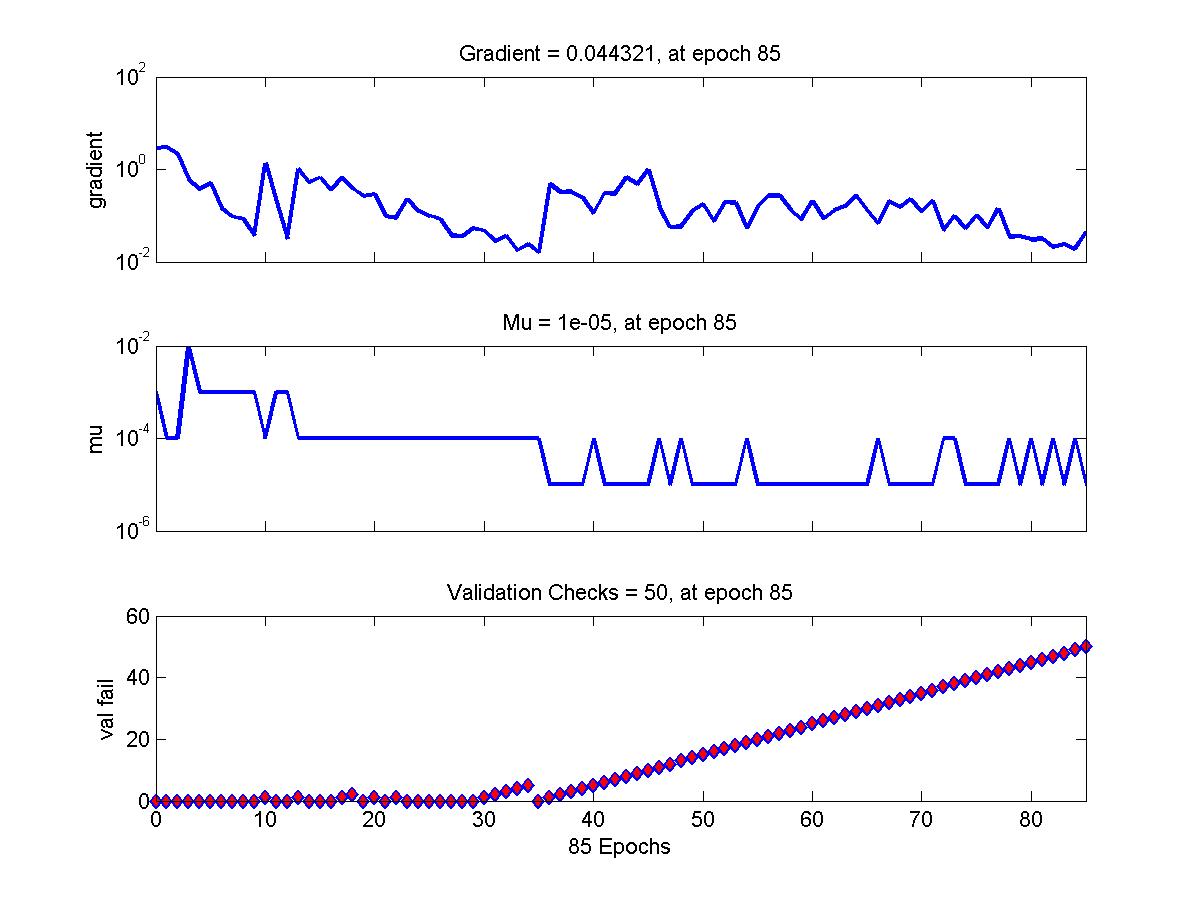 Gradient = 0.044321, at epoch 85
10^2
10^0
10^-2
gradient
Mu = 1e-05, at epoch 85
10^-2
10^-4
10^-6
mu
Validation Checks = 50, at epoch 85
60
40
20
0
val fail
0 10 20 30 40 50 60 70 80
85 Epochs